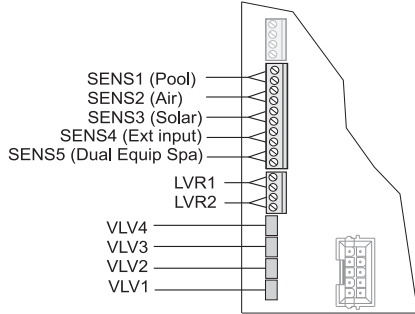 SENS1 (Pool)
SENS2 (Air)
SENS3 (Solar)
SENS4 (Ext input)
SENS5 (Dual Equip Spa)
LVR1
LVR2
VLV4
VLV3
VLV2
VLV1